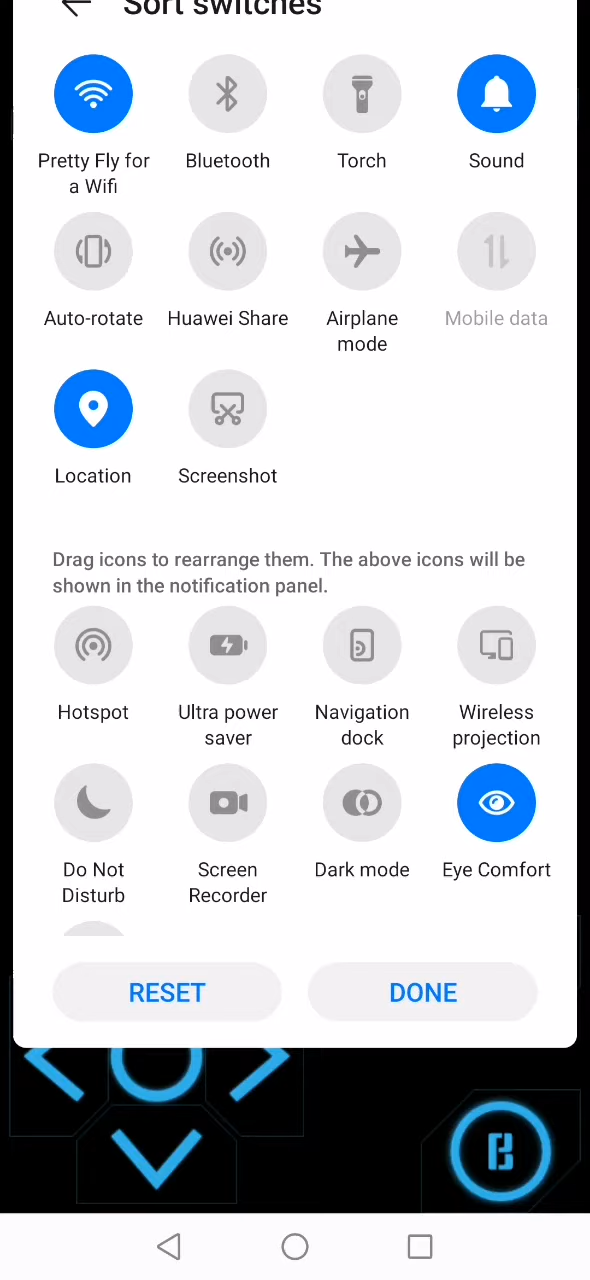 Sort switches
Pretty Fly for
a Wifi
Bluetooth
Torch
Sound
Auto-rotate
Huawei Share
Airplane
mode
Mobile data
Location
Screenshot
Drag icons to rearrange them. The above icons will be
shown in the notification panel.
Hotspot
Ultra power
saver
Navigation
dock
Wireless
projection
Do Not
Disturb
Screen
Recorder
Dark mode
Eye Comfort
RESET
DONE